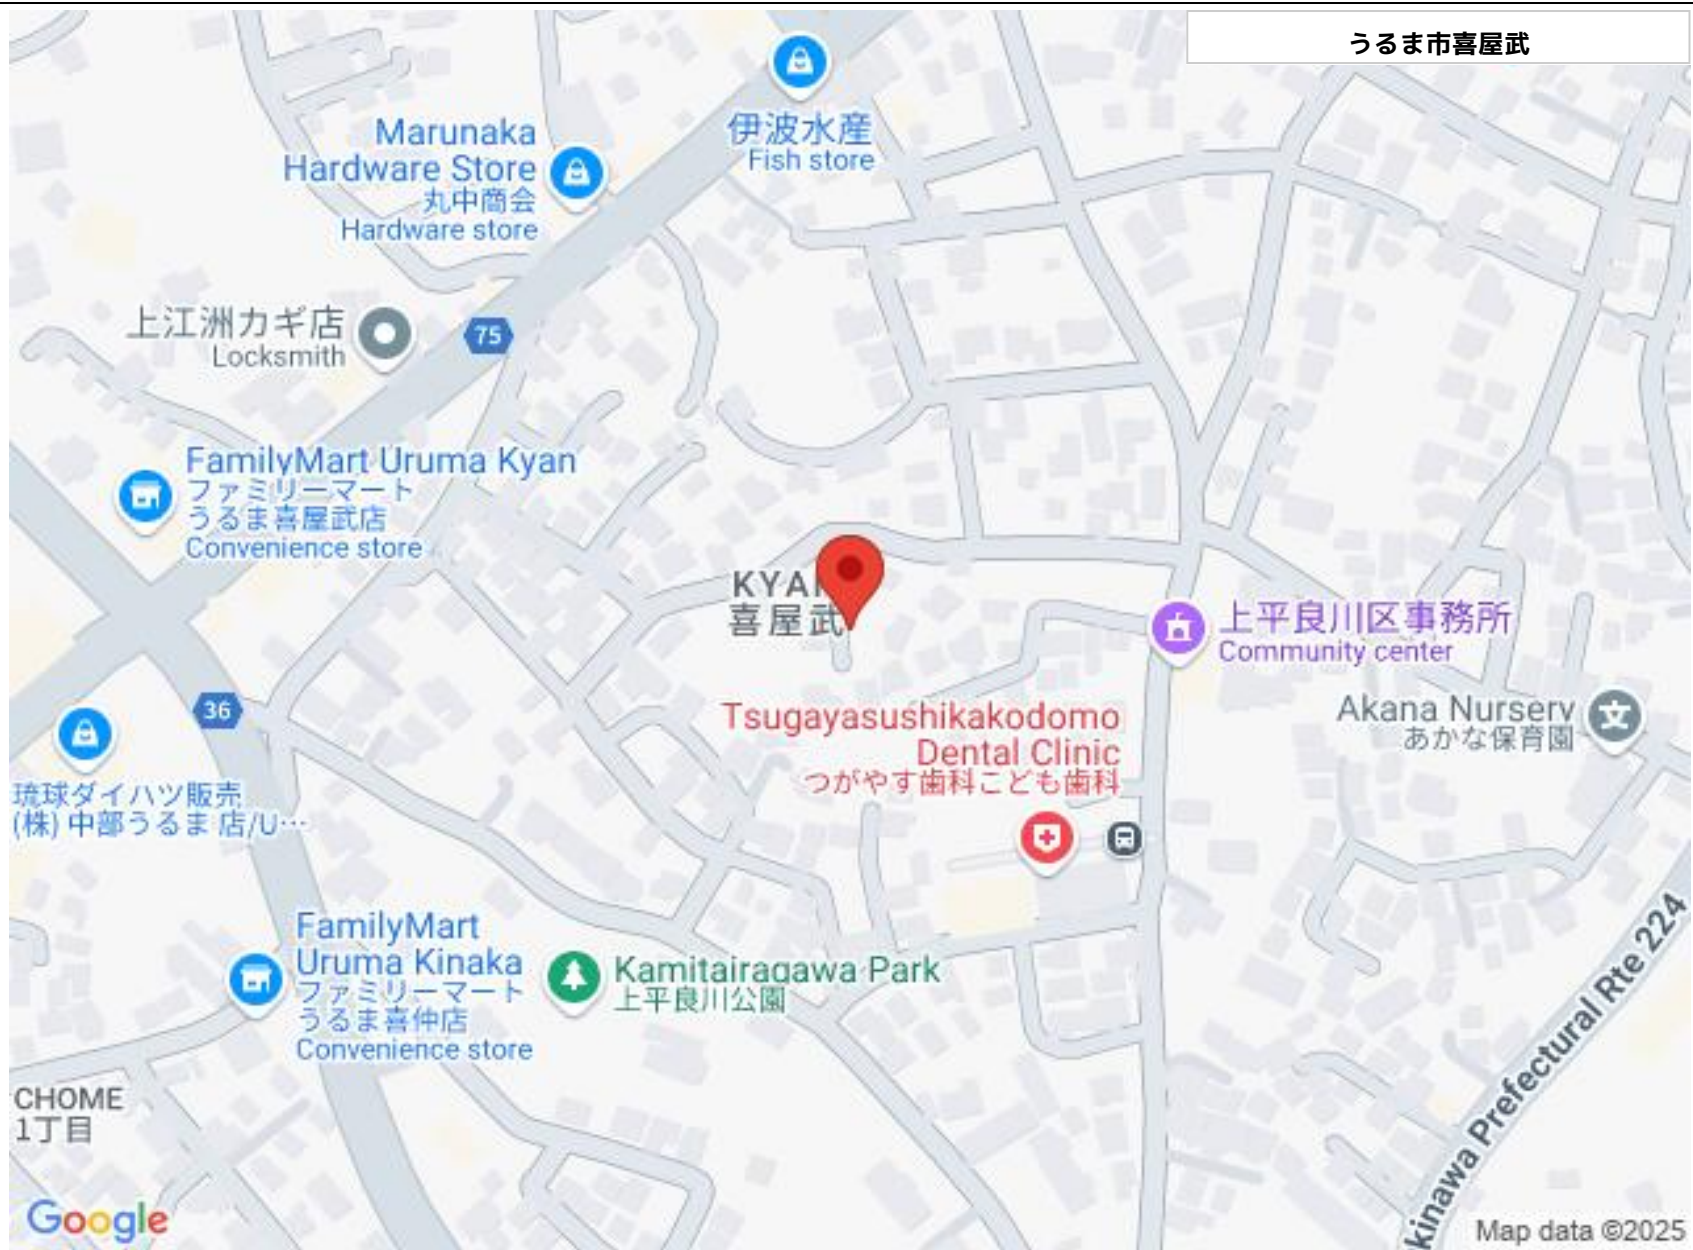 うるま市喜屋武
伊波水産
Fish store
Marunaka
Hardware Store
丸中商会
Hardware store
上江洲カギ店
Locksmith
75
FamilyMart Uruma Kyan
ファミリーマート
うるま喜屋武店
Convenience store
喜屋武
上平良川区事務所
Community center
36
Tsugayasushikakodomo
Dental Clinic
つがやす歯科こども歯科
Akana Nursery
あかな保育園
琉球ダイハツ販売
(株) 中部うるま 店/U…
FamilyMart
Uruma Kinaka
ファミリーマート
うるま喜仲店
Convenience store
Kamitairagawa Park
上平良川公園
Prefectural Rte 224
CHOME
1丁目
Google
Map data ©2025